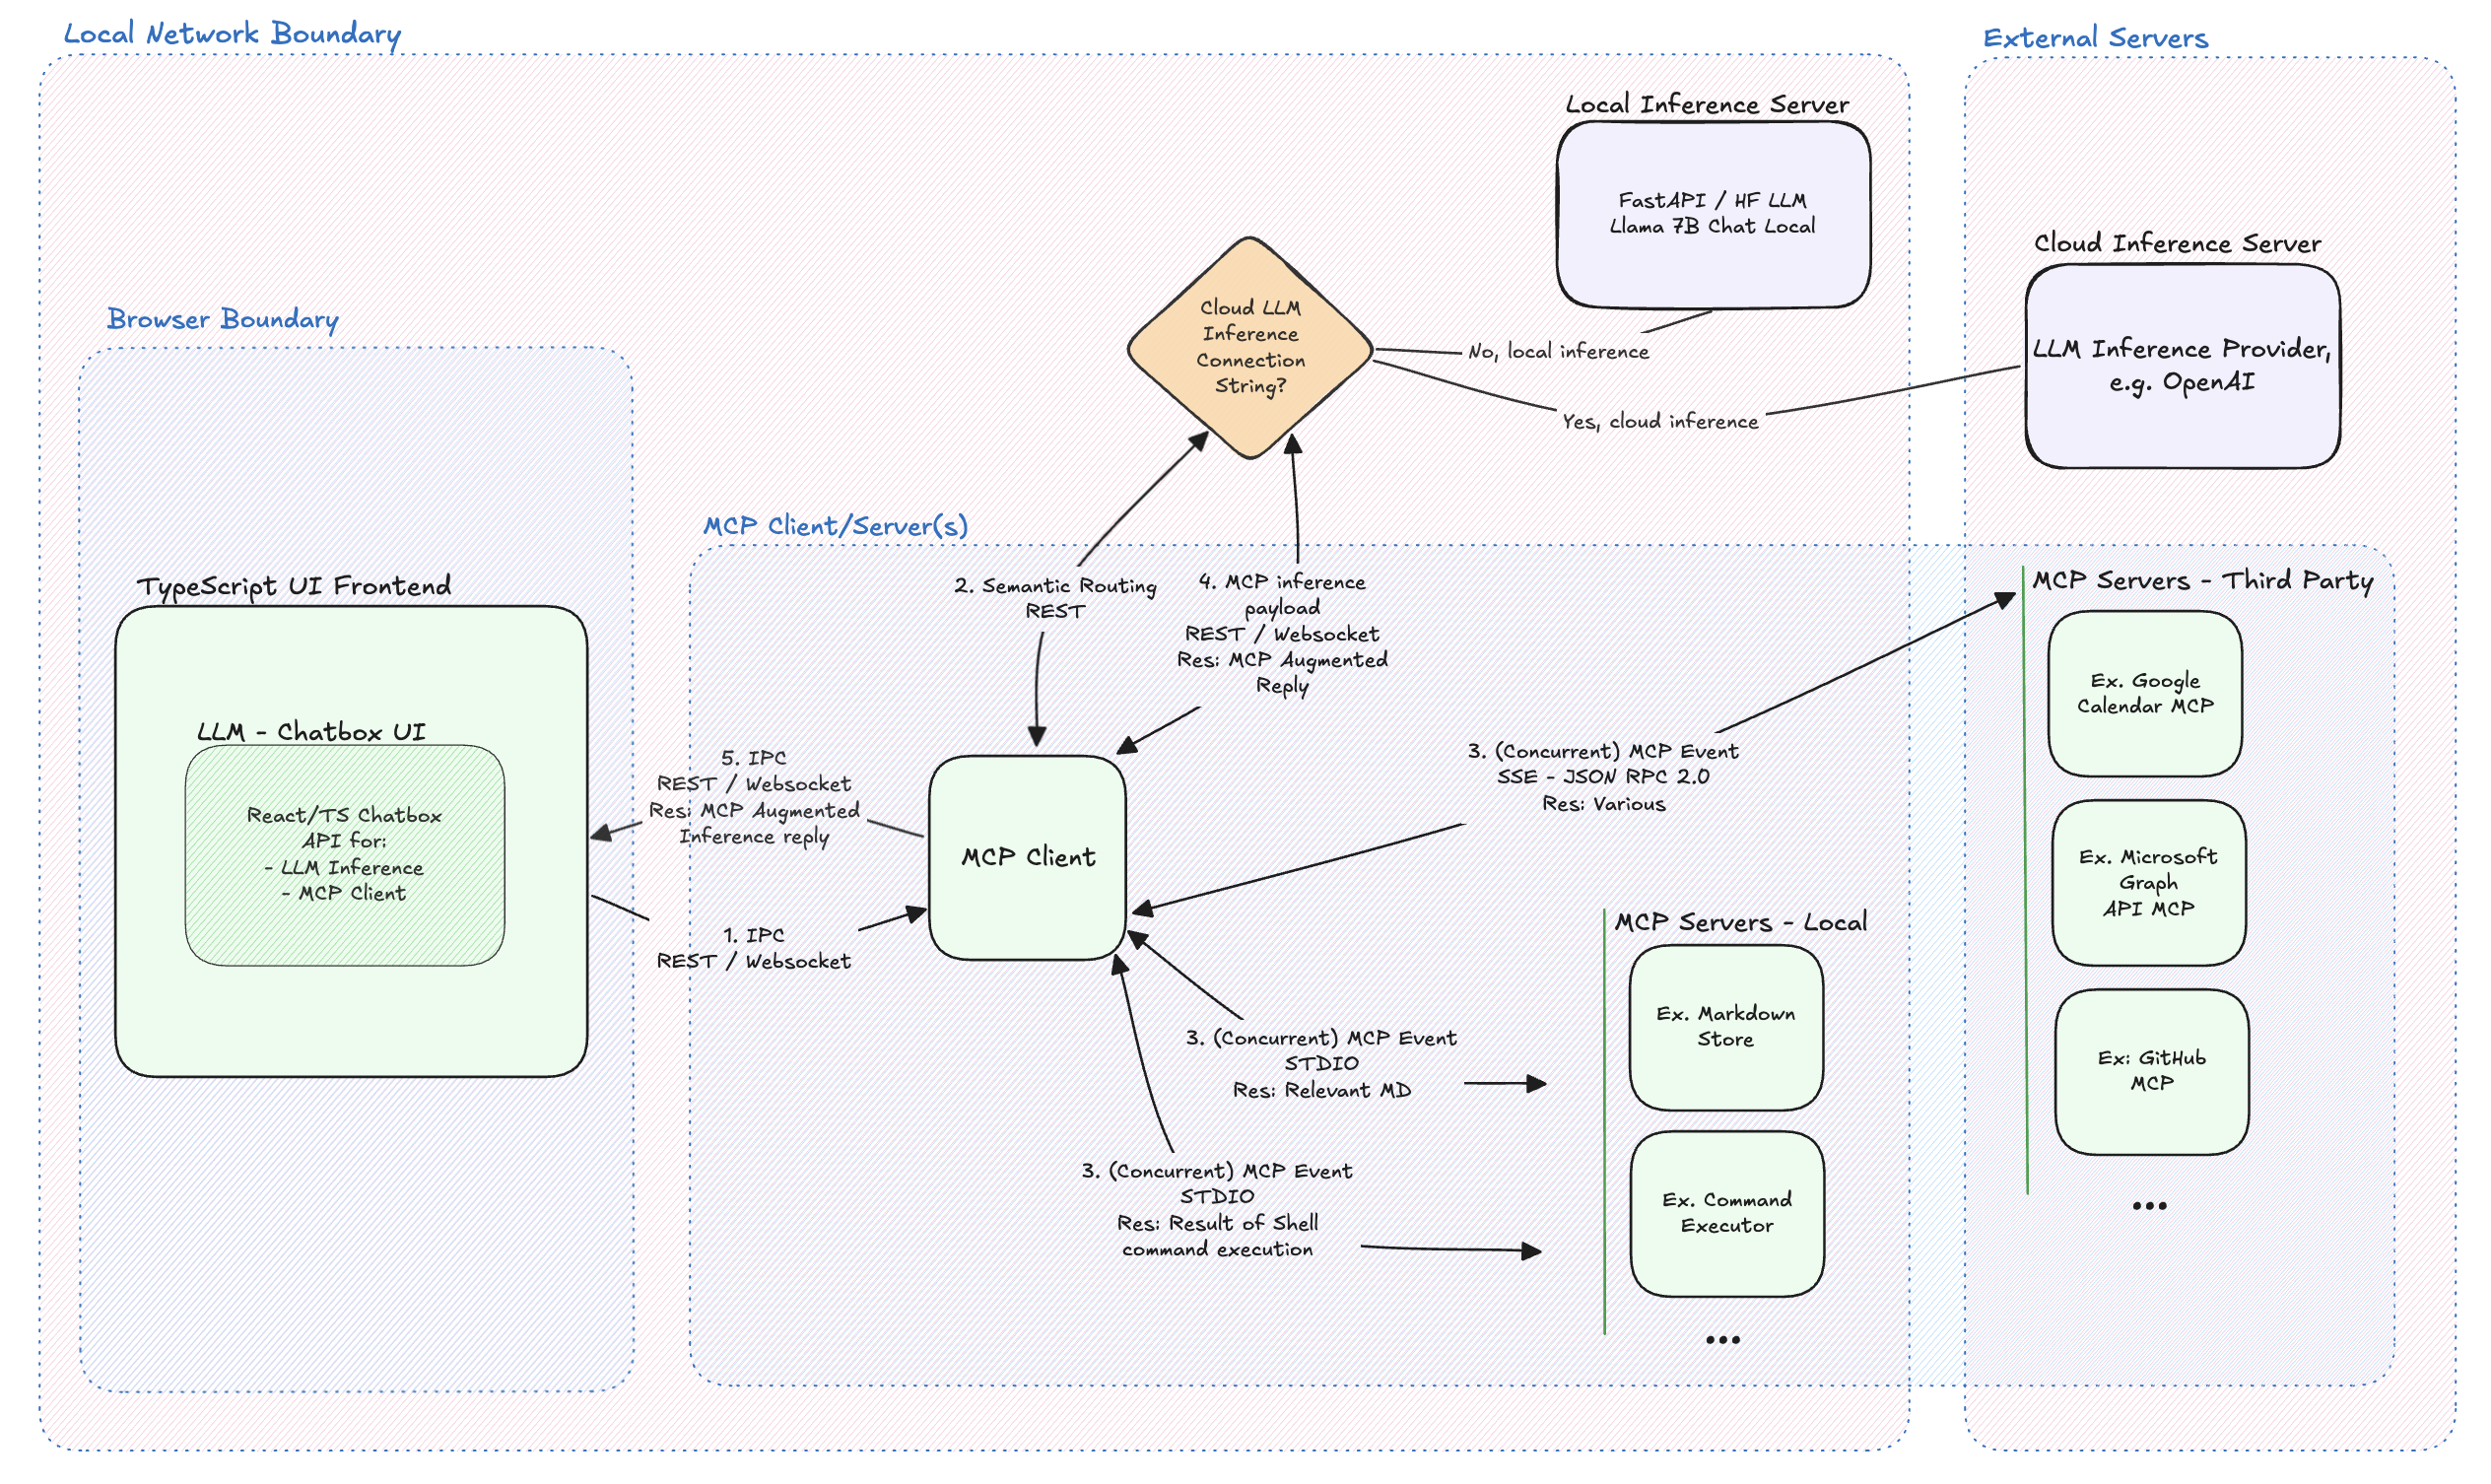 Local Network Boundary
External Servers
Local Inference Server
FastAPI / HF LLM
Llama 7B Chat Local
Cloud Inference Server
LLM Inference Provider,
e.g. OpenAI
Cloud LLM
Inference
Connection
String?
No, local inference
Yes, cloud inference
Browser Boundary
TypeScript UI Frontend
LLM - Chatbox UI
React/TS Chatbox
API for:
- LLM Inference
- MCP Client
MCP Client/Server(s)
2. Semantic Routing
REST
4. MCP inference
payload
REST / Websocket
Res: MCP Augmented
Reply
5. IPC
REST / Websocket
Res: MCP Augmented
Inference reply
1. IPC
REST / Websocket
MCP Client
3. (Concurrent) MCP Event
SSE - JSON RPC 2.0
Res: Various
3. (Concurrent) MCP Event
STDIO
Res: Relevant MD
3. (Concurrent) MCP Event
STDIO
Res: Result of Shell
command execution
MCP Servers - Local
Ex. Markdown
Store
Ex. Command
Executor
...
MCP Servers - Third Party
Ex. Google
Calendar MCP
Ex. Microsoft
Graph
API MCP
Ex: GitHub
MCP
...